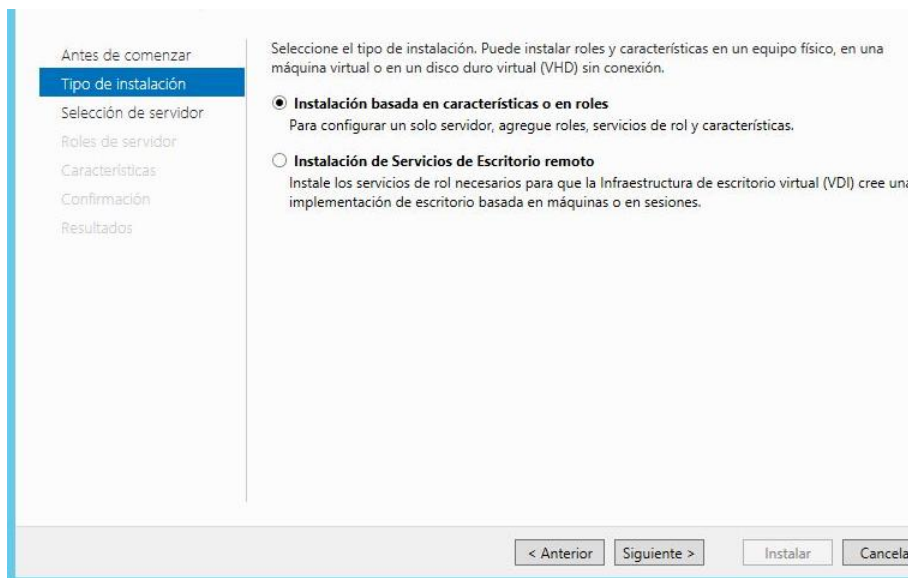 Antes de comenzar
Tipo de instalación
Selección de servidor
Roles de servidor
Características
Confirmación
Resultados
Seleccione el tipo de instalación. Puede instalar roles y características en un equipo físico, en una
máquina virtual o en un disco duro virtual (VHD) sin conexión.
Instalación basada en características o en roles
Para configurar un solo servidor, agregue roles, servicios de rol y características.
Instalación de Servicios de Escritorio remoto
Instale los servicios de rol necesarios para que la Infraestructura de escritorio virtual (VDI) cree una
implementación de escritorio basada en máquinas o en sesiones.
< Anterior
Siguiente >
Instalar
Cancela